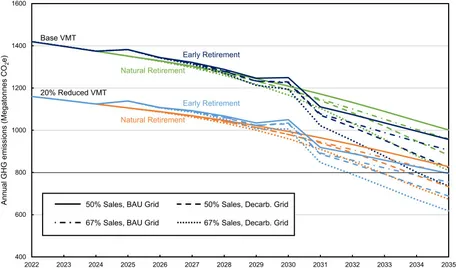 1600
1400
1200
1000
800
600
400
Annual GHG emissions (Megatonnes CO2e)
Base VMT
Early Retirement
Natural Retirement
20% Reduced VMT
Early Retirement
Natural Retirement
50% Sales, BAU Grid
50% Sales, Decarb. Grid
67% Sales, BAU Grid
67% Sales, Decarb. Grid
2022 2023 2024 2025 2026 2027 2028 2029 2030 2031 2032 2033 2034 2035